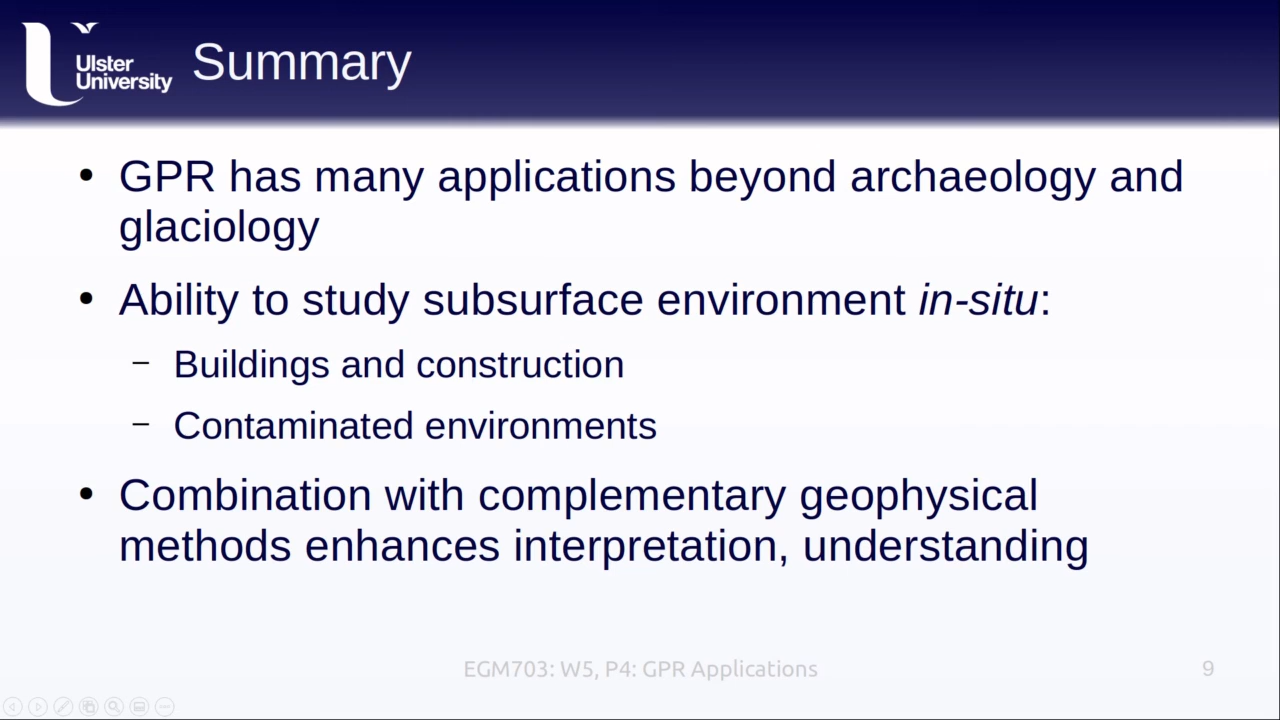 Ulster
University
Summary
• GPR has many applications beyond archaeology and
glaciology
• Ability to study subsurface environment in-situ:
– Buildings and construction
– Contaminated environments
• Combination with complementary geophysical
methods enhances interpretation, understanding
EGM703: W5, P4: GPR Applications
9